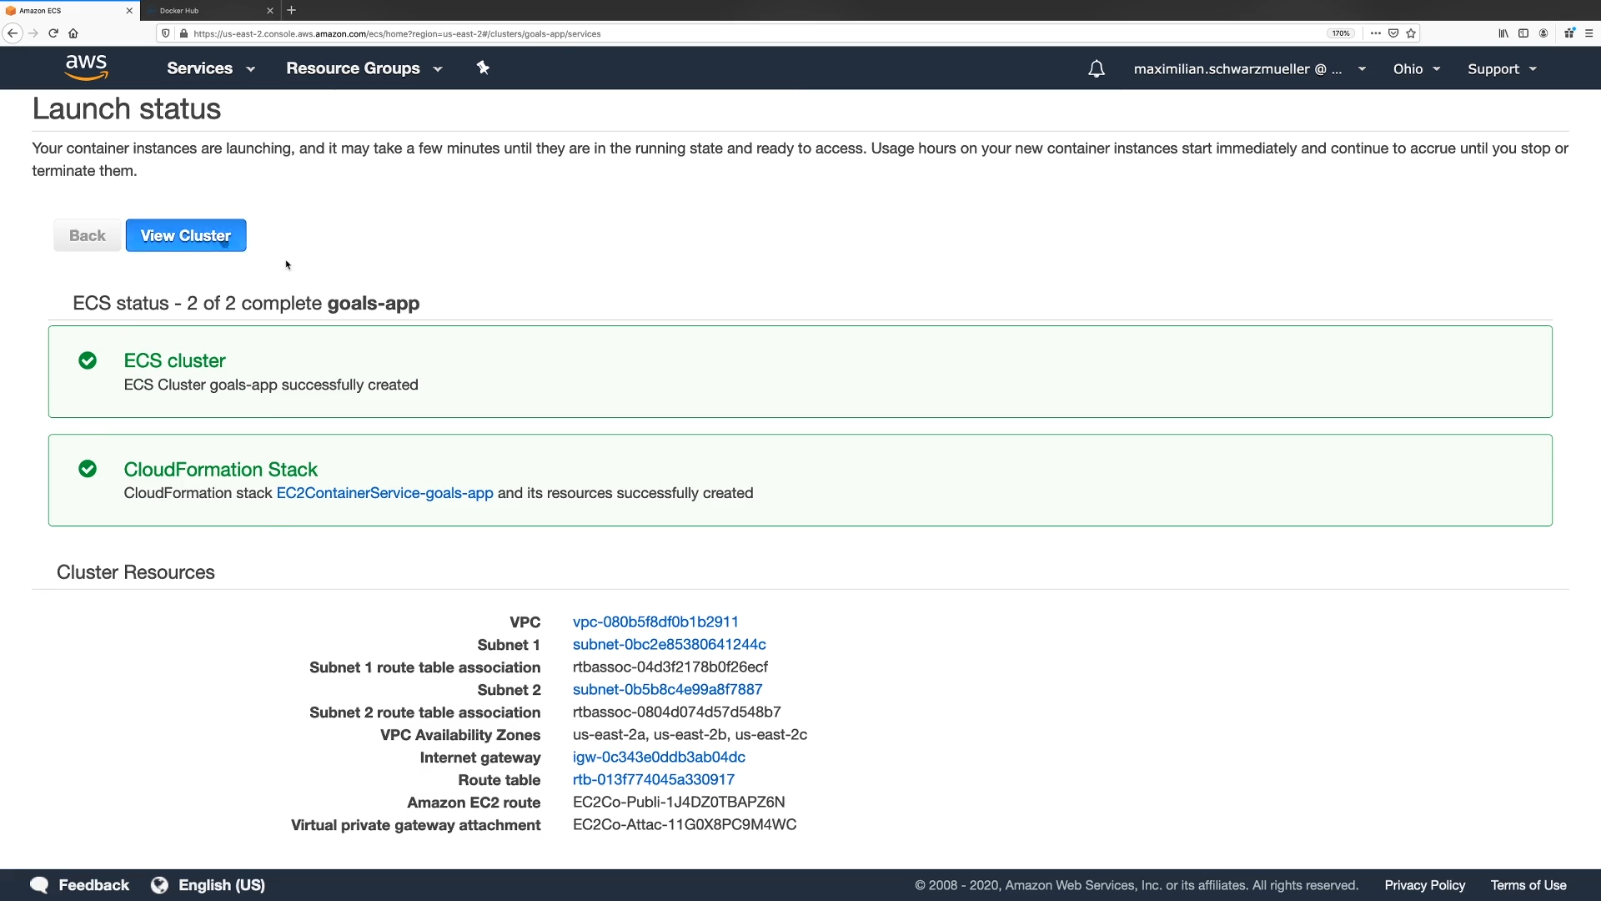 Amazon ECS
Docker Hub
https://us-east-2.console.aws.amazon.com/ecs/home?region=us-east-2#/clusters/goals-app/services
170%
aws
Services
Resource Groups
maximilian.schwarzmueller @ ...
Ohio
Support
Launch status
Your container instances are launching, and it may take a few minutes until they are in the running state and ready to access. Usage hours on your new container instances start immediately and continue to accrue until you stop or
terminate them.
Back
View Cluster
ECS status - 2 of 2 complete goals-app
ECS cluster
ECS Cluster goals-app successfully created
CloudFormation Stack
CloudFormation stack EC2ContainerService-goals-app and its resources successfully created
Cluster Resources
VPC vpc-080b5f8df0b1b2911
Subnet 1 subnet-0bc2e85380641244c
Subnet 1 route table association rtbassoc-04d3f2178b0f26ecf
Subnet 2 subnet-0b5b8c4e99a8f7887
Subnet 2 route table association rtbassoc-0804d074d57d548b7
VPC Availability Zones us-east-2a, us-east-2b, us-east-2c
Internet gateway igw-0c343e0ddb3ab04dc
Route table rtb-013f774045a330917
Amazon EC2 route EC2Co-Publi-1J4DZ0TBAPZ6N
Virtual private gateway attachment EC2Co-Attac-11G0X8PC9M4WC
Feedback
English (US)
© 2008 - 2020, Amazon Web Services, Inc. or its affiliates. All rights reserved.
Privacy Policy
Terms of Use